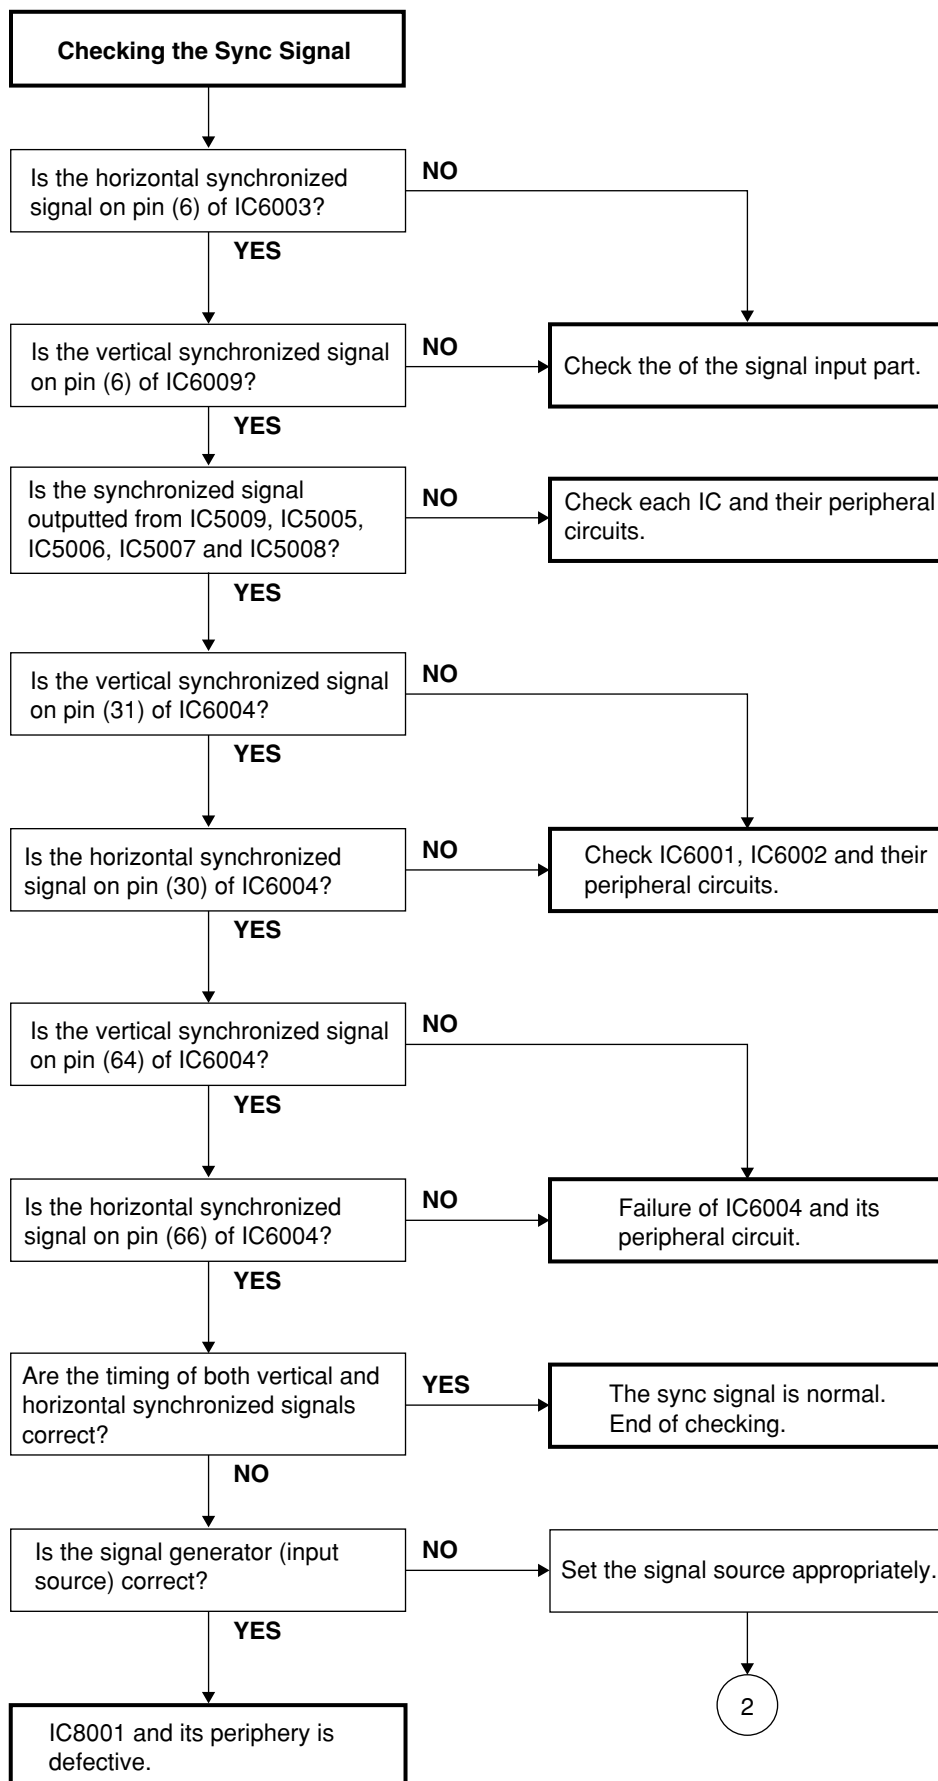 Checking the Sync Signal
Is the horizontal synchronized
signal on pin (6) of IC6003?
NO
YES
Is the vertical synchronized signal
on pin (6) of IC6009?
NO
Check the of the signal input part.
YES
Is the synchronized signal
outputted from IC5009, IC5005,
IC5006, IC5007 and IC5008?
NO
Check each IC and their peripheral
circuits.
YES
Is the vertical synchronized signal
on pin (31) of IC6004?
NO
YES
Is the horizontal synchronized
signal on pin (30) of IC6004?
NO
Check IC6001, IC6002 and their
peripheral circuits.
YES
Is the vertical synchronized signal
on pin (64) of IC6004?
NO
YES
Is the horizontal synchronized
signal on pin (66) of IC6004?
NO
Failure of IC6004 and its
peripheral circuit.
YES
Are the timing of both vertical and
horizontal synchronized signals
correct?
YES
The sync signal is normal.
End of checking.
NO
Is the signal generator (input
source) correct?
NO
Set the signal source appropriately.
YES
2
IC8001 and its periphery is
defective.